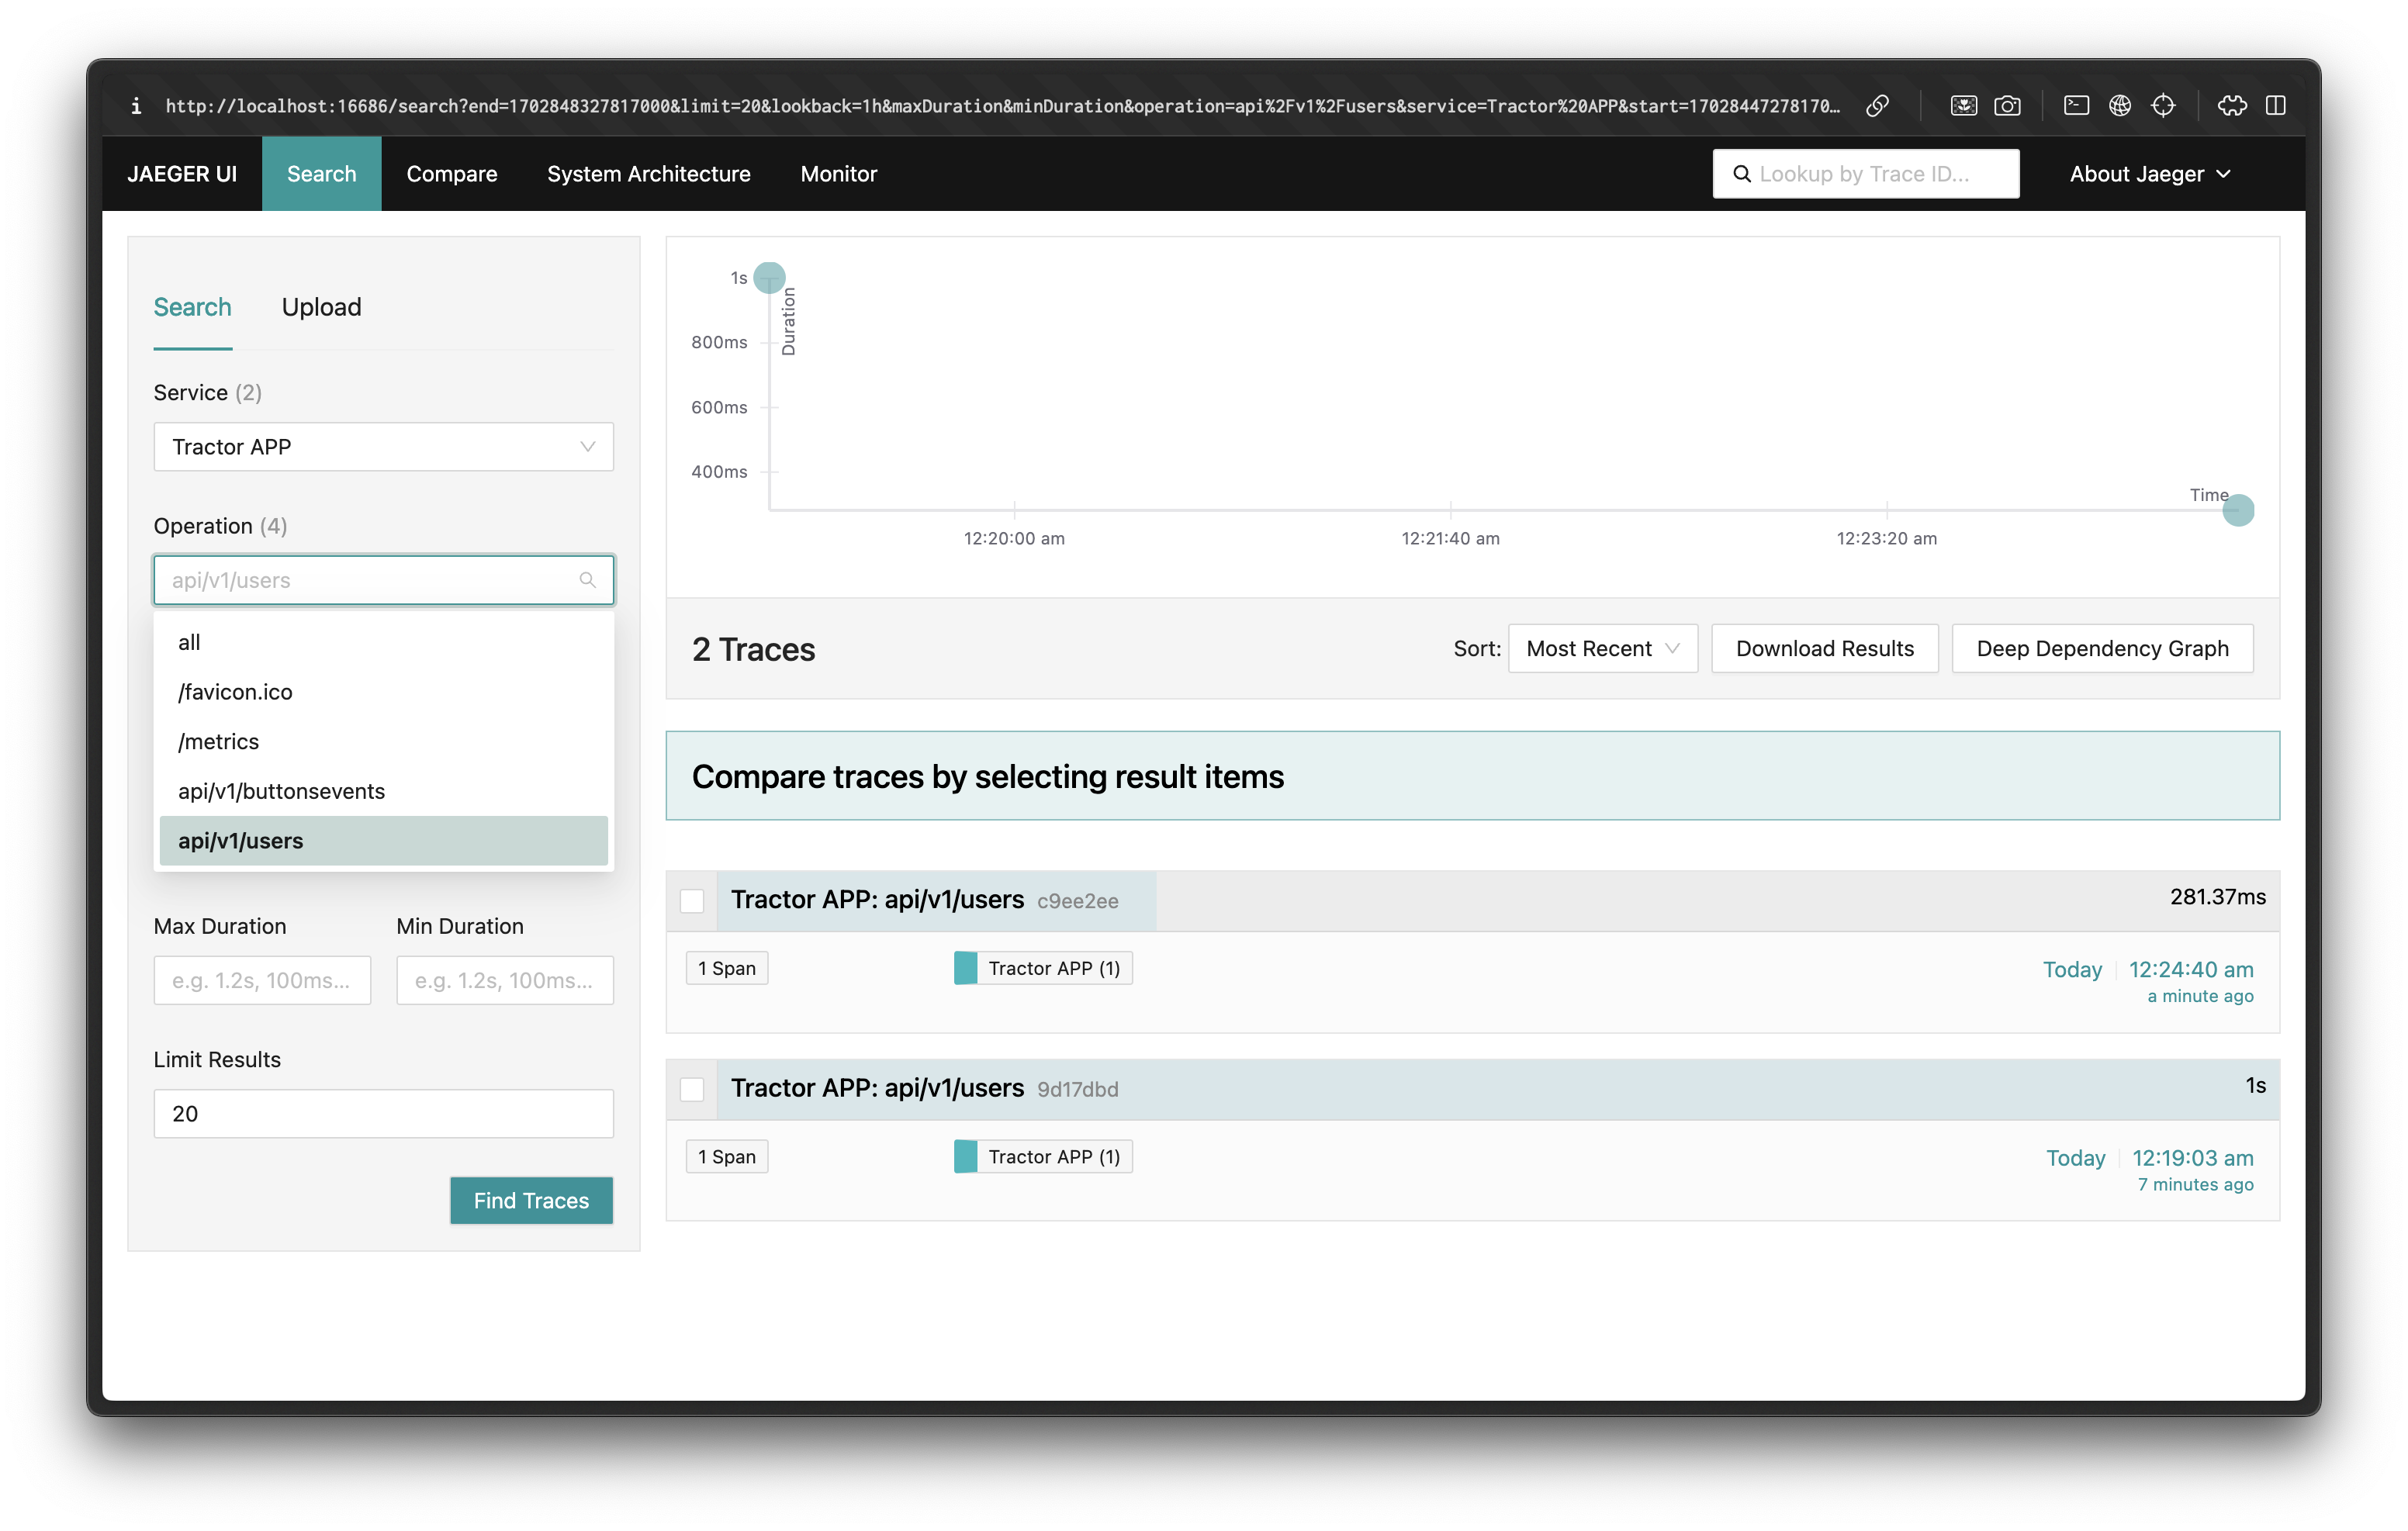 http://localhost:16686/search?end=1702848327817000&limit=20&lookback=1h&maxDuration&minDuration&operation=api%2Fv1%2Fusers&service=Tractor%20APP&start=17028447278170…
JAEGER UI
Search
Compare
System Architecture
Monitor
Lookup by Trace ID...
About Jaeger
Search
Upload
Service (2)
Tractor APP
Operation (4)
api/v1/users
all
/favicon.ico
/metrics
api/v1/buttonsevents
api/v1/users
Max Duration
Min Duration
e.g. 1.2s, 100ms...
e.g. 1.2s, 100ms...
Limit Results
20
Find Traces
1s
800ms
600ms
400ms
Duration
Time
12:20:00 am
12:21:40 am
12:23:20 am
2 Traces
Sort:
Most Recent
Download Results
Deep Dependency Graph
Compare traces by selecting result items
Tractor APP: api/v1/users c9ee2ee
281.37ms
1 Span
Tractor APP (1)
Today
12:24:40 am
a minute ago
Tractor APP: api/v1/users 9d17dbd
1s
1 Span
Tractor APP (1)
Today
12:19:03 am
7 minutes ago